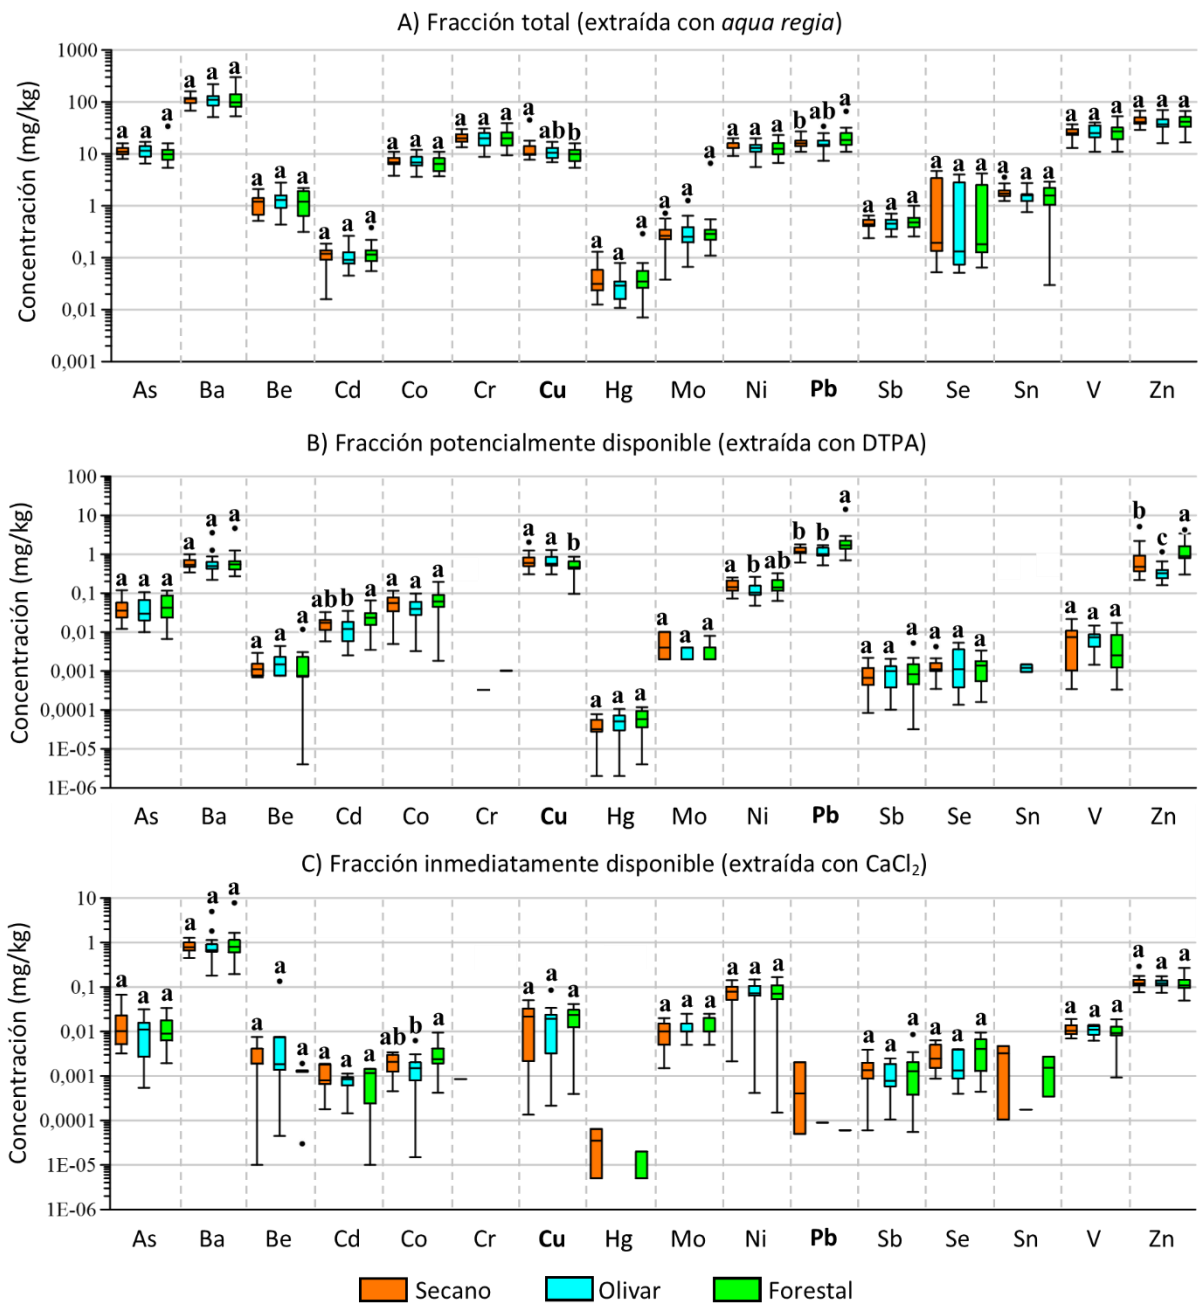 A) Fracción total (extraída con aqua regia)
Concentración (mg/kg)
1000
100
10
1
0,1
0,01
0,001
a a a
a a a
a a a
a a a
a a a
a a a
a ab b
a a a
a a a
a a a
b ab a
a a a
a a a
a a a
a a a
a a a
As Ba Be Cd Co Cr Cu Hg Mo Ni Pb Sb Se Sn V Zn
B) Fracción potencialmente disponible (extraída con DTPA)
Concentración (mg/kg)
100
10
1
0,1
0,01
0,001
0,0001
1E-05
1E-06
a a a
a a a
a a a
ab b a
a a a
a a b
a a a
a a a
a b ab
b b a
a a a
a a a
a a a
b c a
As Ba Be Cd Co Cr Cu Hg Mo Ni Pb Sb Se Sn V Zn
C) Fracción inmediatamente disponible (extraída con CaCl₂)
Concentración (mg/kg)
10
1
0,1
0,01
0,001
0,0001
1E-05
1E-06
a a a
a a a
a a a
a a a
ab b a
a a a
a a a
a a a
a a a
a a a
a a a
a a a
As Ba Be Cd Co Cr Cu Hg Mo Ni Pb Sb Se Sn V Zn
Secano Olivar Forestal